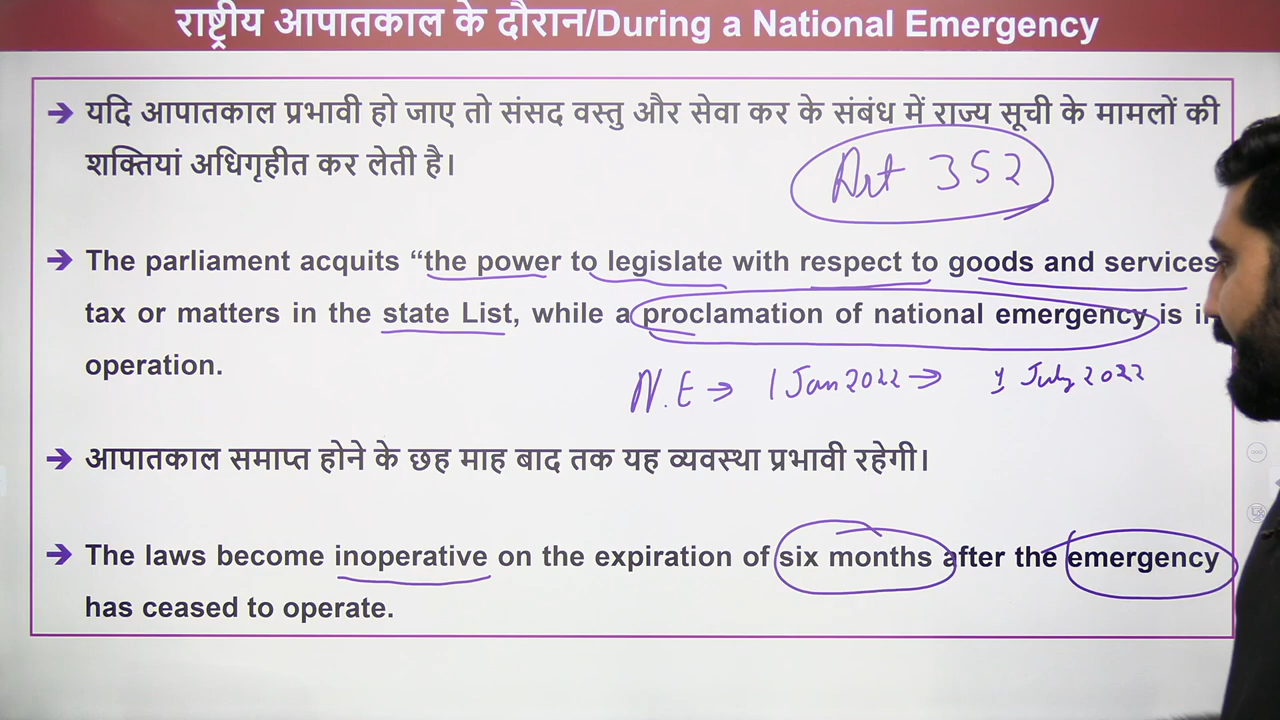 राष्ट्रीय आपातकाल के दौरान/During a National Emergency
→ यदि आपातकाल प्रभावी हो जाए तो संसद वस्तु और सेवा कर के संबंध में राज्य सूची के मामलों की
शक्तियां अधिगृहीत कर लेती है।
Art 352
→ The parliament acquits “the power to legislate with respect to goods and services
tax or matters in the state List, while a proclamation of national emergency is in
operation.
N.E → 1 Jan 2022 → 1 July 2022
→ आपातकाल समाप्त होने के छह माह बाद तक यह व्यवस्था प्रभावी रहेगी।
→ The laws become inoperative on the expiration of six months after the emergency
has ceased to operate.